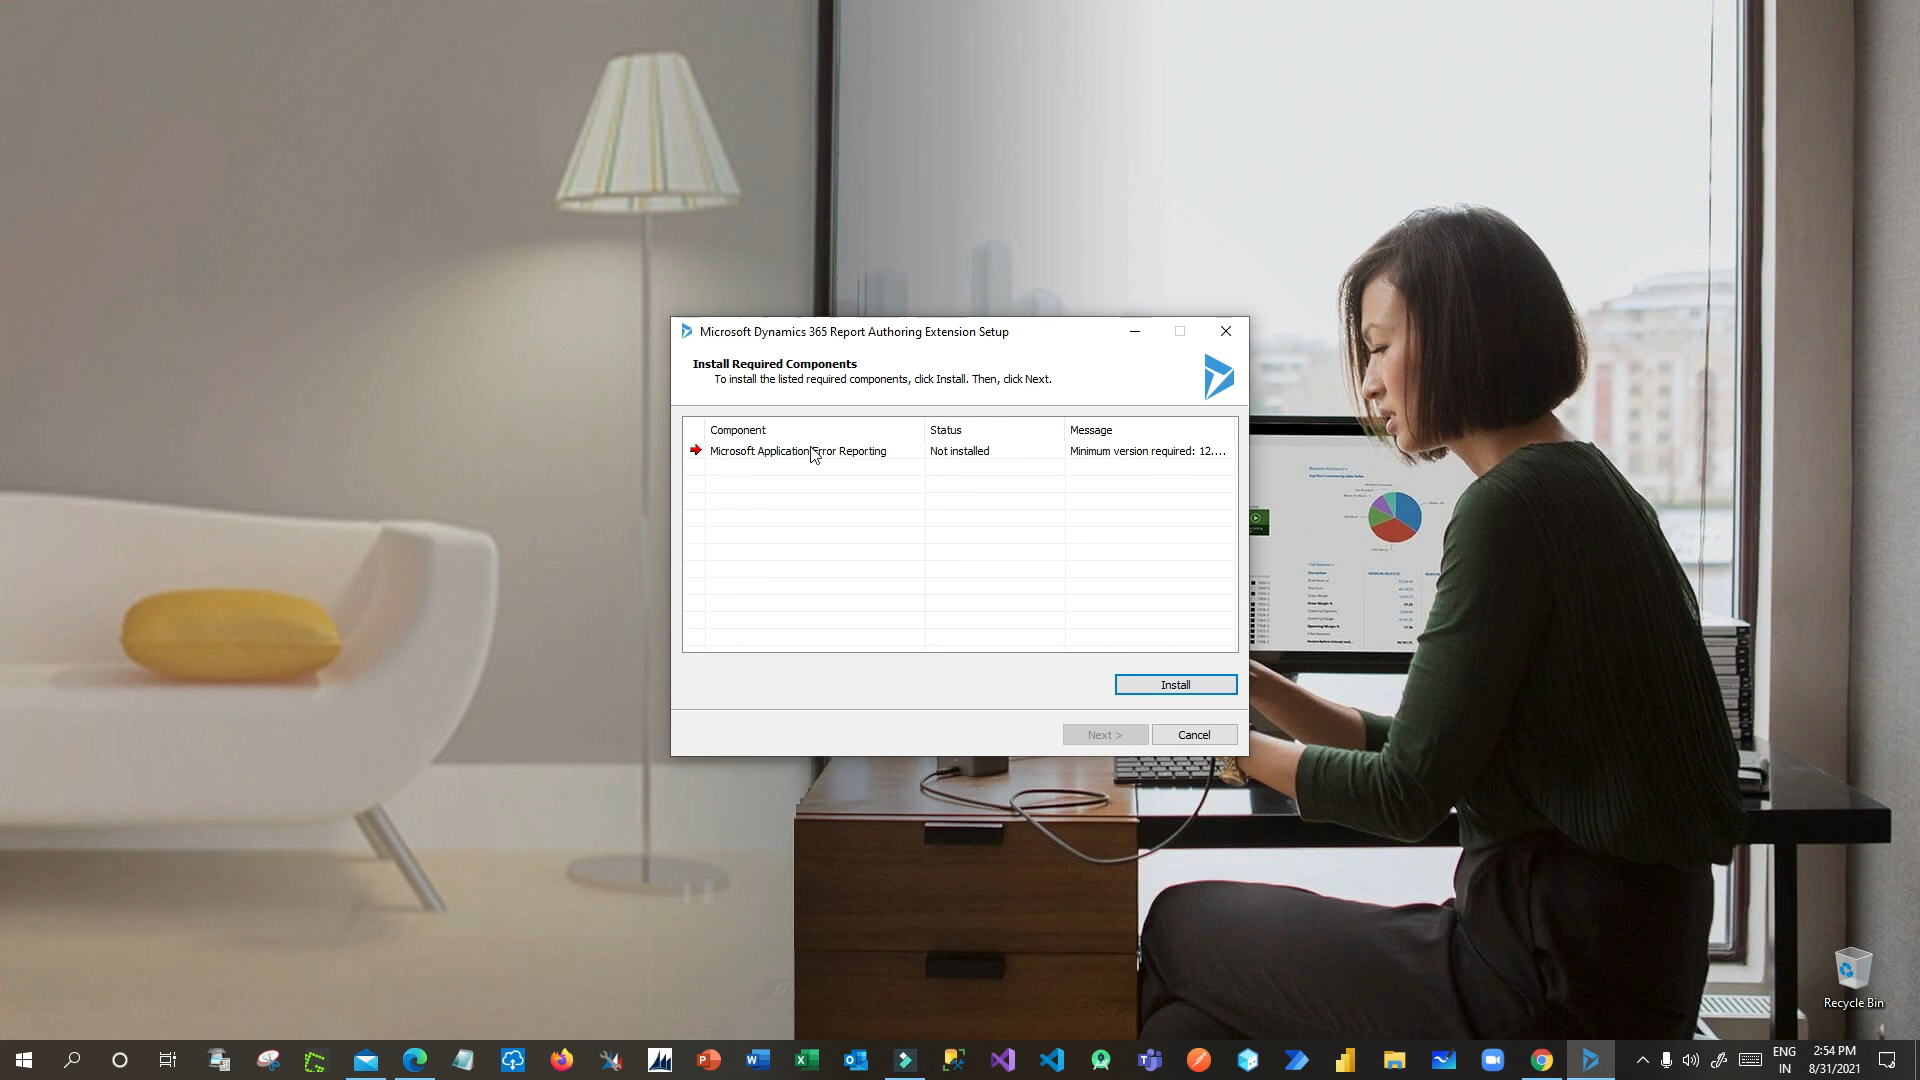 Microsoft Dynamics 365 Report Authoring Extension Setup
Install Required Components
To install the listed required components, click Install. Then, click Next.
Component Status Message
Microsoft Application Error Reporting Not installed Minimum version required: 12....
Install
Next > Cancel
Recycle Bin
ENG
IN
2:54 PM
8/31/2021